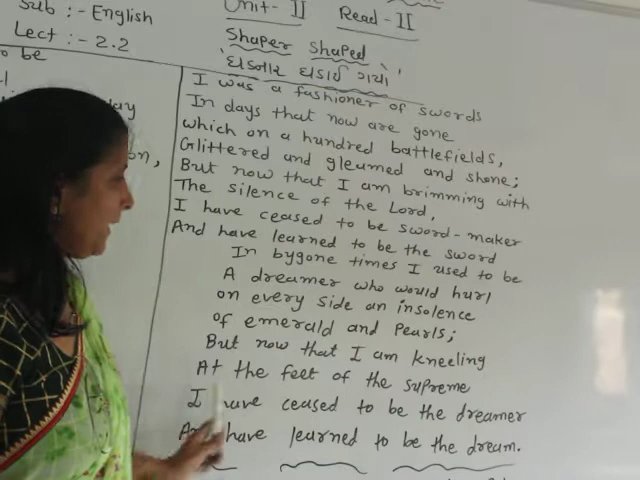 Sub :- English
Unit- II Read - II
Lect :- 2.2
Shaper Shaped
'ઘડનાર ઘડાઈ ગયો'
to be
I was a fashioner of swords
In days that now are gone
which on a hundred battlefields,
Glittered and gleamed and shone;
But now that I am brimming with
The silence of the Lord,
I have ceased to be sword-maker
And have learned to be the sword
In bygone times I used to be
A dreamer who would hurl
on every side an insolence
of emerald and Pearls;
But now that I am kneeling
At the feet of the supreme
I have ceased to be the dreamer
And have learned to be the dream.